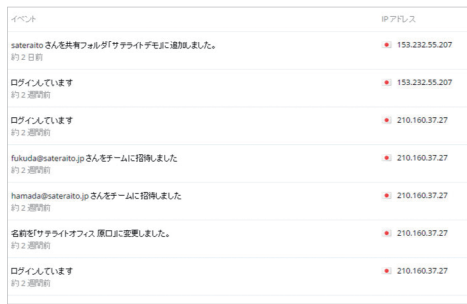 イベント IPアドレス
sateraito さんを共有フォルダ「サテライトデモ」に追加しました。 153.232.55.207
約 2 日前
ログインしています 153.232.55.207
約 2 週間前
ログインしています 210.160.37.27
約 2 週間前
fukuda@sateraito.jp さんをチームに招待しました 210.160.37.27
約 2 週間前
hamada@sateraito.jp さんをチームに招待しました 210.160.37.27
約 2 週間前
名前を「サテライトオフィス 原口」に変更しました。 210.160.37.27
約 2 週間前
ログインしています 210.160.37.27
約 2 週間前